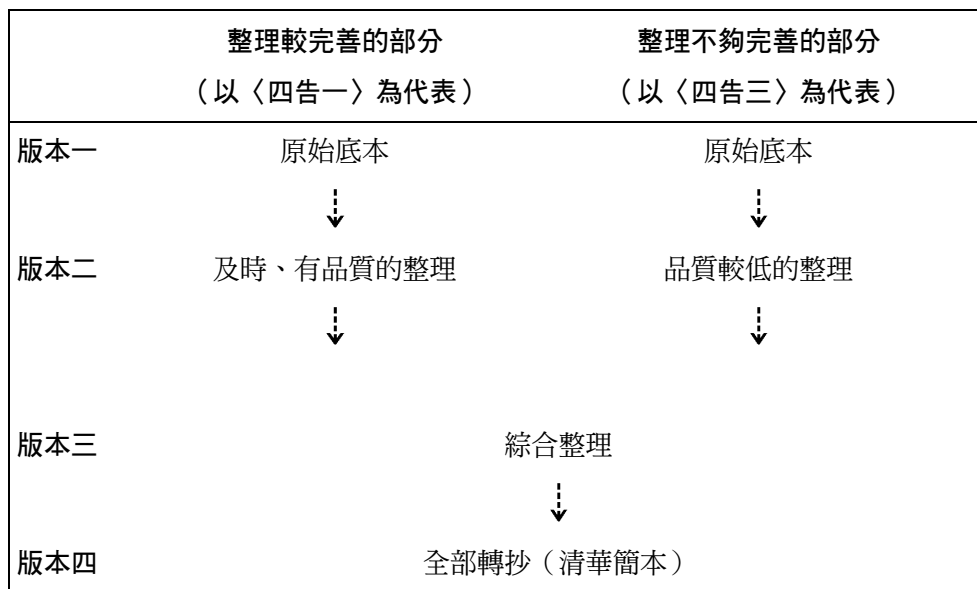 整理較完善的部分 整理不夠完善的部分
（以〈四告一〉為代表） （以〈四告三〉為代表）
版本一 原始底本 原始底本
版本二 及時、有品質的整理 品質較低的整理
版本三 綜合整理
版本四 全部轉抄（清華簡本）